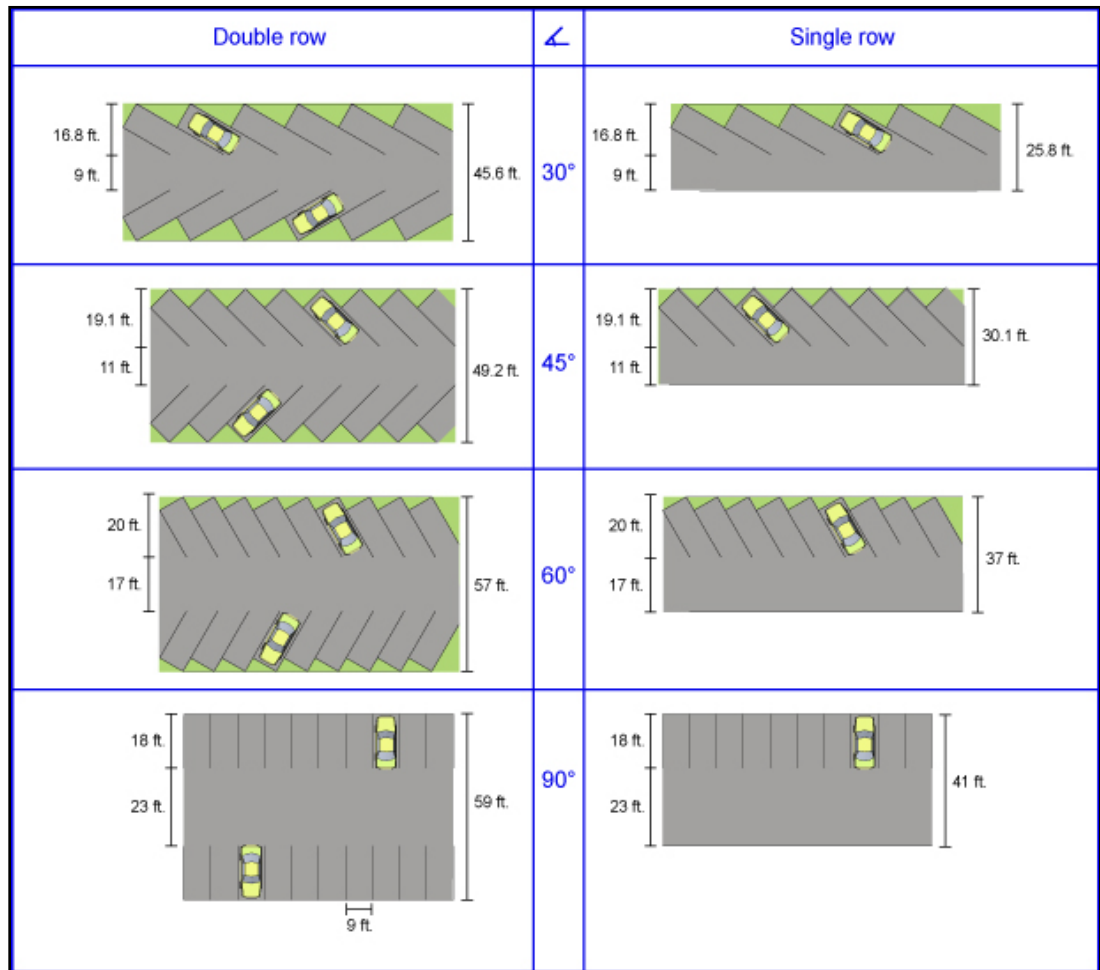 Double row
∡
Single row
16.8 ft.
9 ft.
45.6 ft.
30°
16.8 ft.
9 ft.
25.8 ft.
19.1 ft.
11 ft.
49.2 ft.
45°
19.1 ft.
11 ft.
30.1 ft.
20 ft.
17 ft.
57 ft.
60°
20 ft.
17 ft.
37 ft.
18 ft.
23 ft.
59 ft.
9 ft.
90°
18 ft.
23 ft.
41 ft.